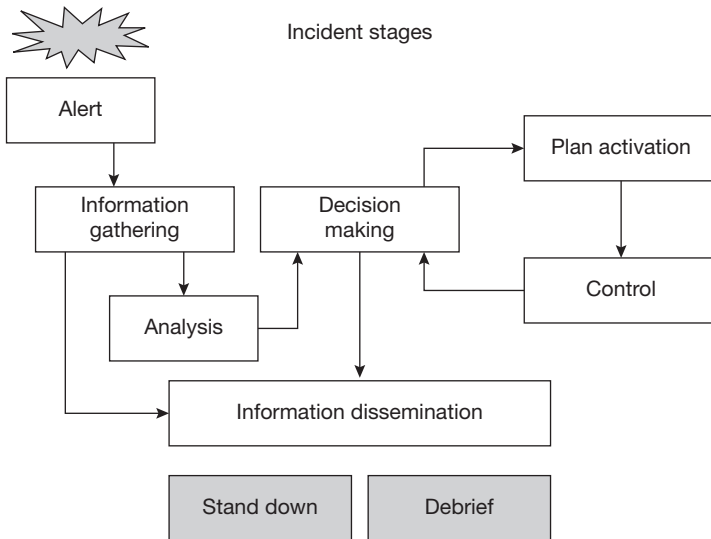 Incident stages
Alert
Plan activation
Information
gathering
Decision
making
Analysis
Control
Information dissemination
Stand down
Debrief